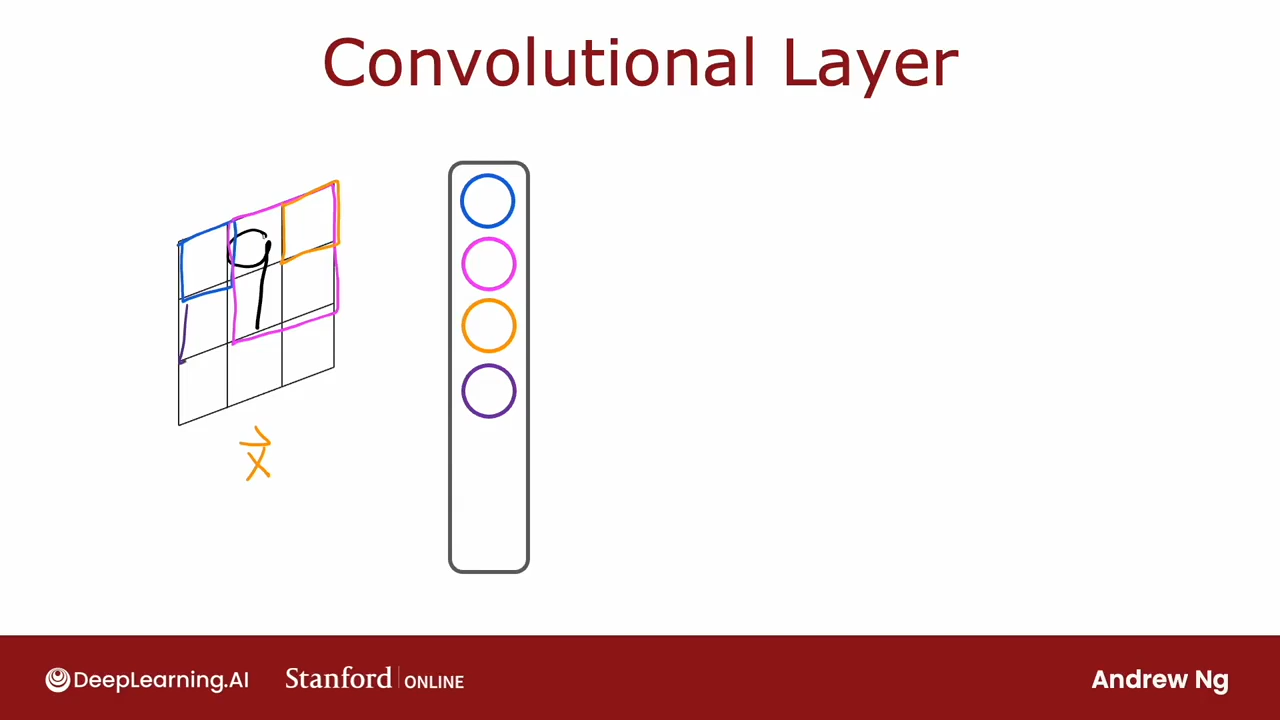 Convolutional Layer
9
x⃗
DeepLearning.AI
Stanford ONLINE
Andrew Ng